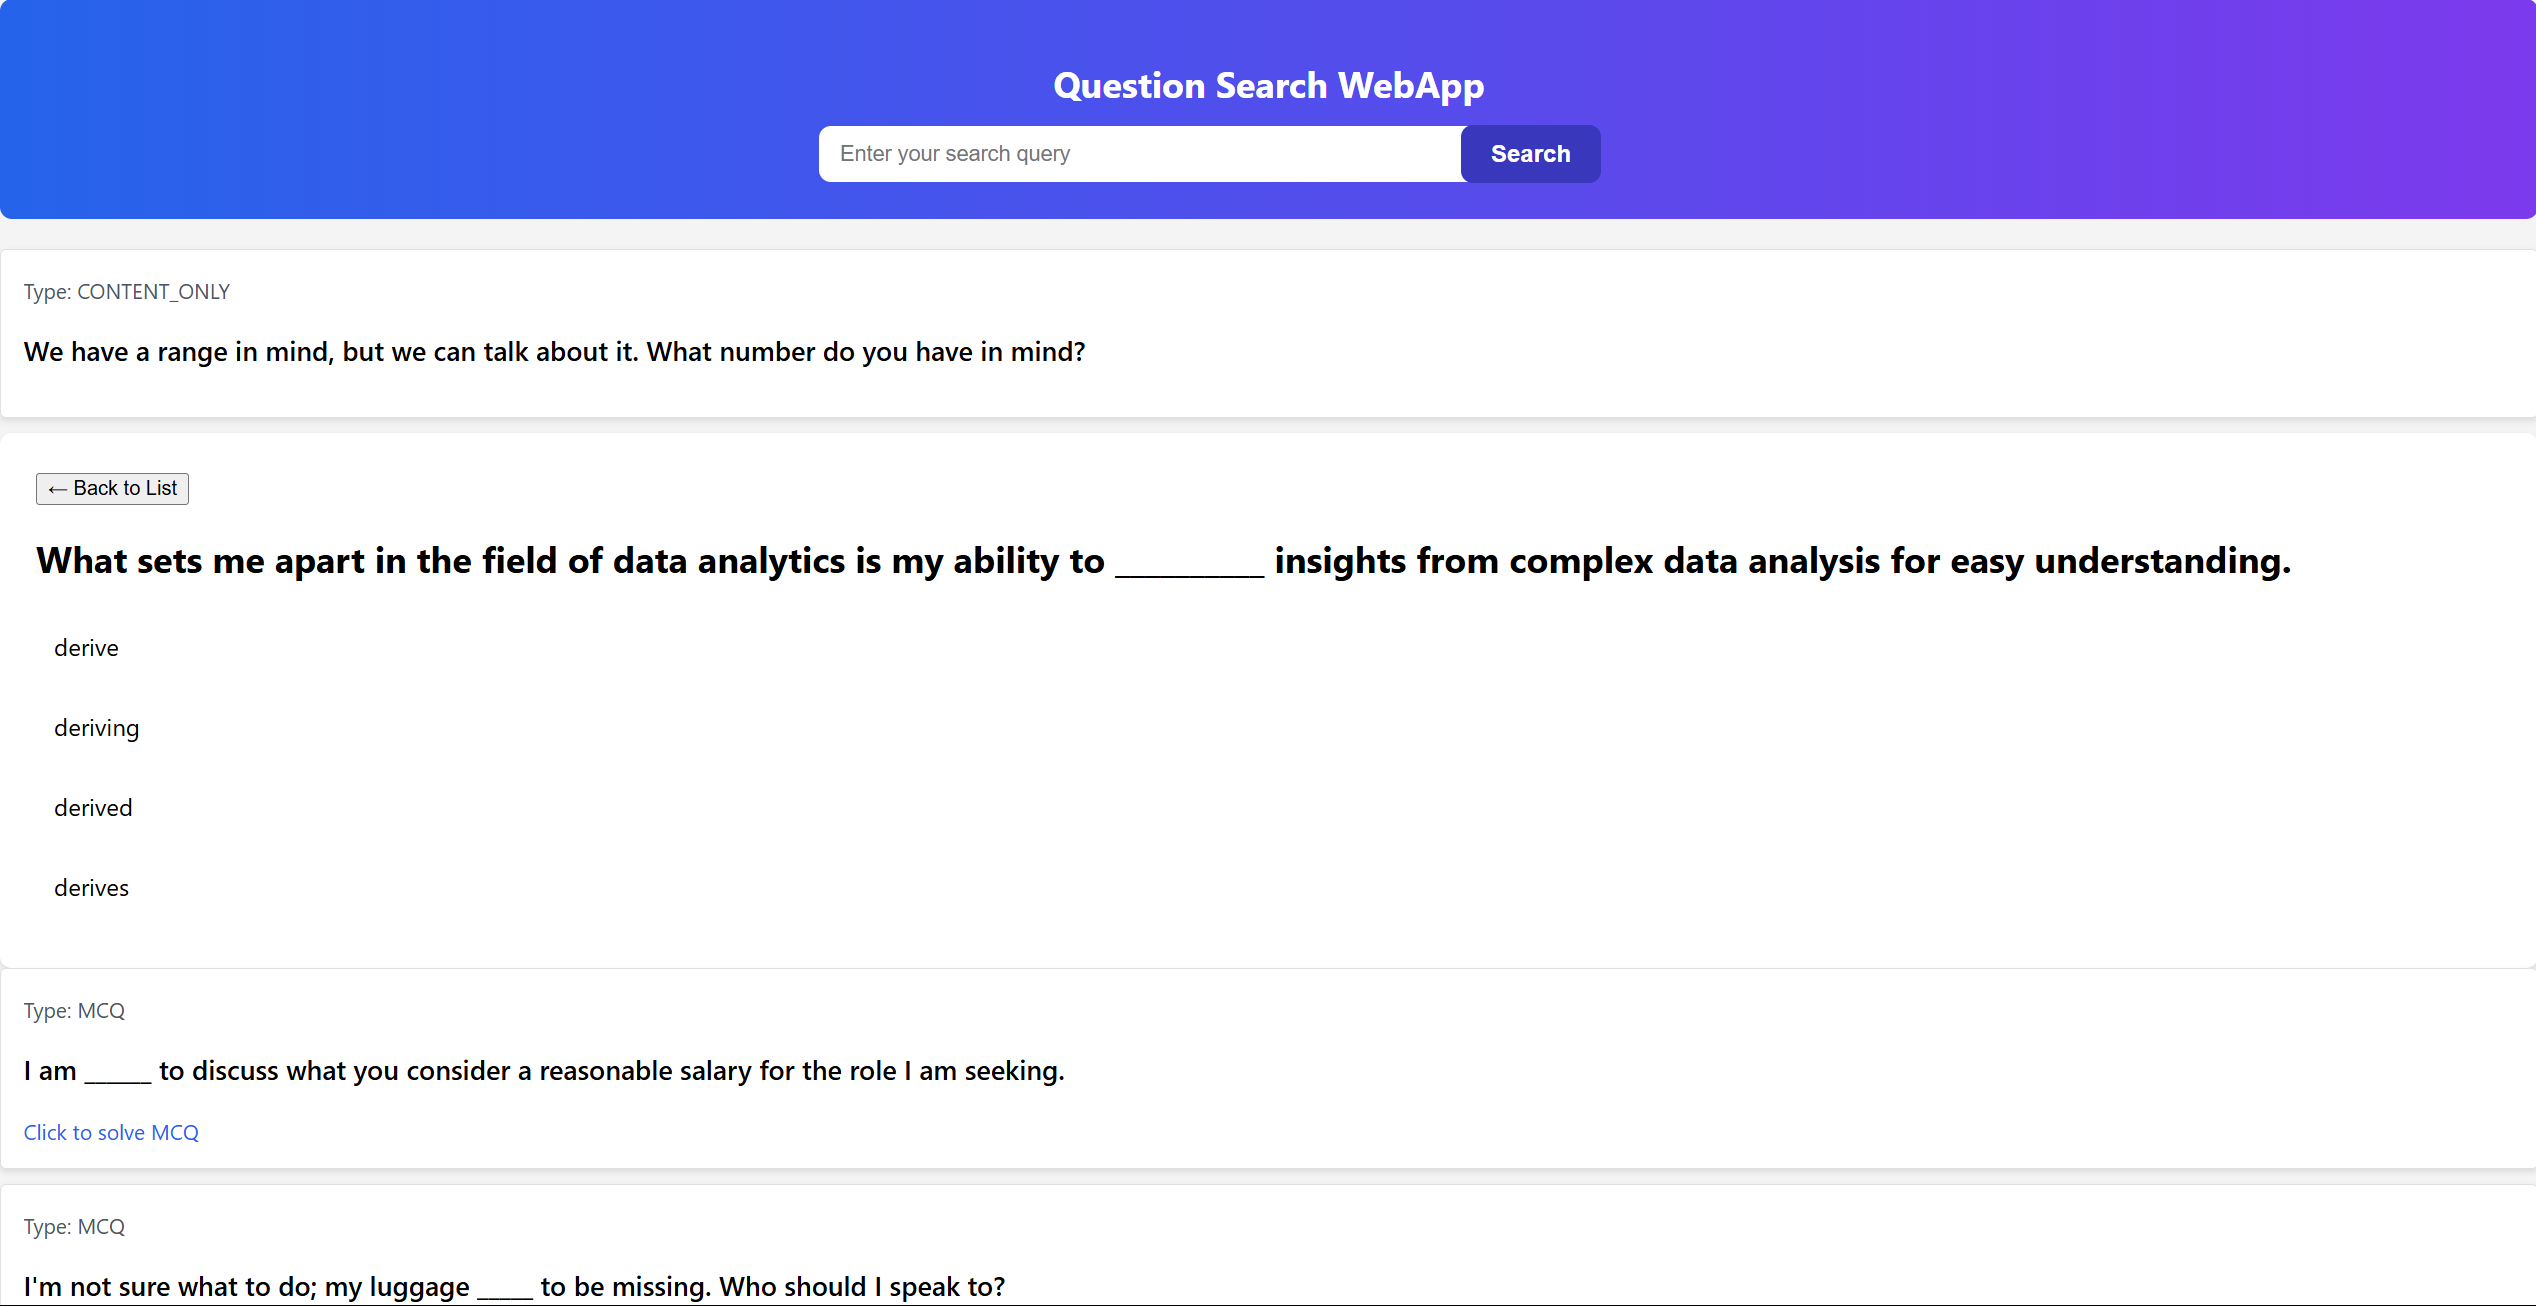 Question Search WebApp
Enter your search query
Search
Type: CONTENT_ONLY
We have a range in mind, but we can talk about it. What number do you have in mind?
← Back to List
What sets me apart in the field of data analytics is my ability to __________ insights from complex data analysis for easy understanding.
derive
deriving
derived
derives
Type: MCQ
I am ______ to discuss what you consider a reasonable salary for the role I am seeking.
Click to solve MCQ
Type: MCQ
I'm not sure what to do; my luggage _____ to be missing. Who should I speak to?